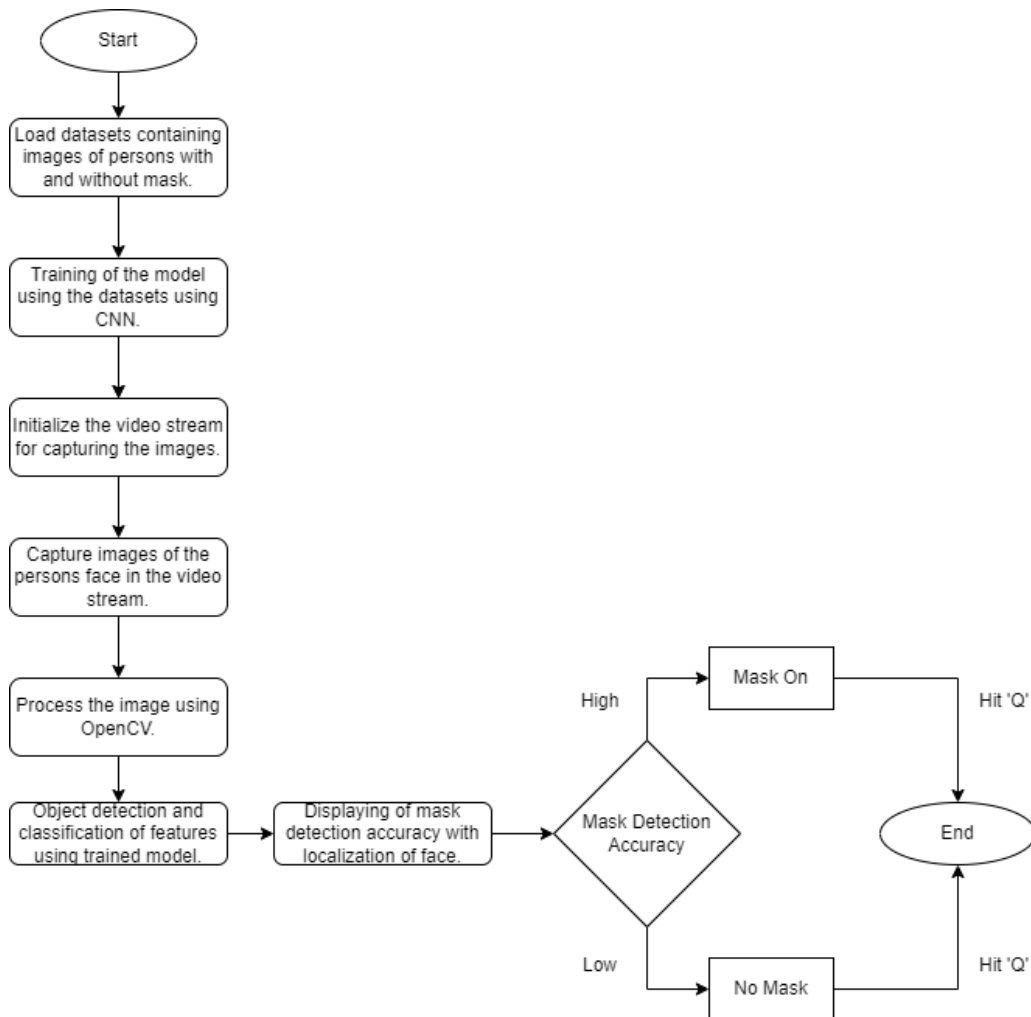 Start
Load datasets containing
images of persons with
and without mask.
Training of the model
using the datasets using
CNN.
Initialize the video stream
for capturing the images.
Capture images of the
persons face in the video
stream.
Process the image using
OpenCV.
Object detection and
classification of features
using trained model.
Displaying of mask
detection accuracy with
localization of face.
Mask Detection
Accuracy
High
Mask On
Hit 'Q'
Low
No Mask
Hit 'Q'
End